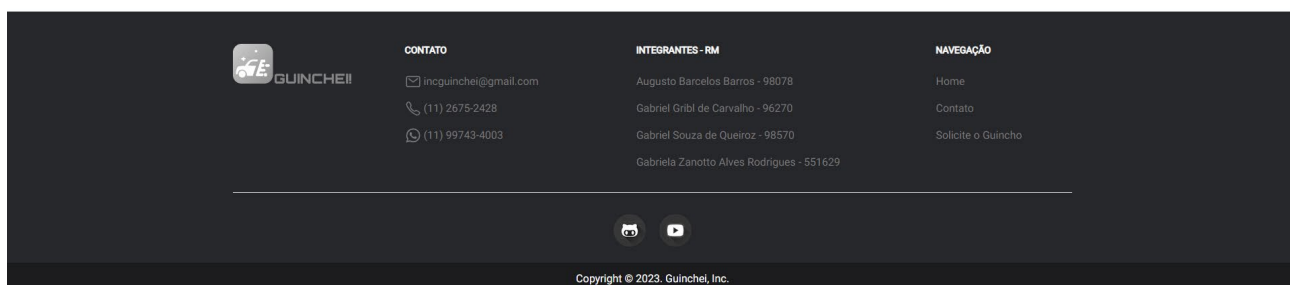 GUINCHEI!
CONTATO
incguinchei@gmail.com
(11) 2675-2428
(11) 99743-4003
INTEGRANTES - RM
Augusto Barcelos Barros - 98078
Gabriel Gribl de Carvalho - 96270
Gabriel Souza de Queiroz - 98570
Gabriela Zanotto Alves Rodrigues - 551629
NAVEGAÇÃO
Home
Contato
Solicite o Guincho
Copyright © 2023. Guinchei, Inc.